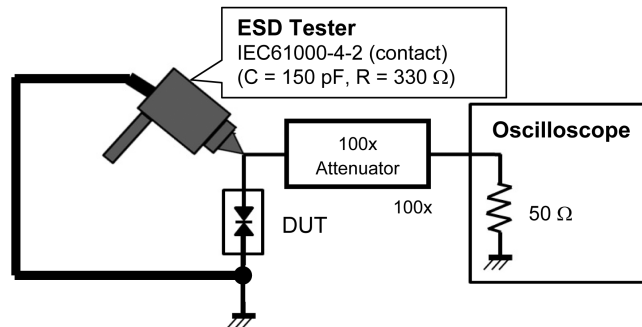 ESD Tester
IEC61000-4-2 (contact)
(C = 150 pF, R = 330 Ω)
100x
Attenuator
100x
Oscilloscope
50 Ω
DUT